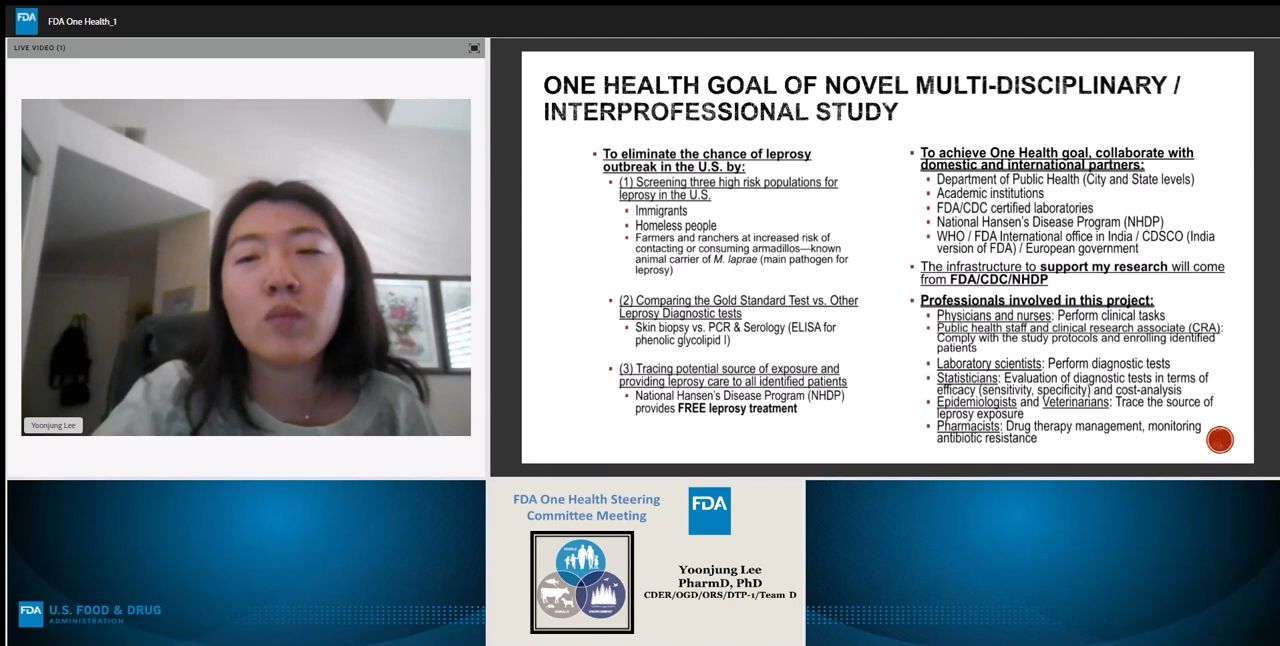 FDA
FDA One Health_1
LIVE VIDEO (1)
Yoonjung Lee
ONE HEALTH GOAL OF NOVEL MULTI-DISCIPLINARY /
INTERPROFESSIONAL STUDY
To eliminate the chance of leprosy
outbreak in the U.S. by:
(1) Screening three high risk populations for
leprosy in the U.S.
Immigrants
Homeless people
Farmers and ranchers at increased risk of
contacting or consuming armadillos—known
animal carrier of M. laprae (main pathogen for
leprosy)
(2) Comparing the Gold Standard Test vs. Other
Leprosy Diagnostic tests
Skin biopsy vs. PCR & Serology (ELISA for
phenolic glycolipid I)
(3) Tracing potential source of exposure and
providing leprosy care to all identified patients
National Hansen's Disease Program (NHDP)
provides FREE leprosy treatment
To achieve One Health goal, collaborate with
domestic and international partners:
Department of Public Health (City and State levels)
Academic institutions
FDA/CDC certified laboratories
National Hansen's Disease Program (NHDP)
WHO / FDA International office in India / CDSCO (India
version of FDA) / European government
The infrastructure to support my research will come
from FDA/CDC/NHDP
Professionals involved in this project:
Physicians and nurses: Perform clinical tasks
Public health staff and clinical research associate (CRA):
Comply with the study protocols and enrolling identified
patients
Laboratory scientists: Perform diagnostic tests
Statisticians: Evaluation of diagnostic tests in terms of
efficacy (sensitivity, specificity) and cost-analysis
Epidemiologists and Veterinarians: Trace the source of
leprosy exposure
Pharmacists: Drug therapy management, monitoring
antibiotic resistance
FDA U.S. FOOD & DRUG
ADMINISTRATION
FDA One Health Steering
Committee Meeting
FDA
PEOPLE
ANIMALS
ENVIRONMENT
Yoonjung Lee
PharmD, PhD
CDER/OGD/ORS/DTP-1/Team D